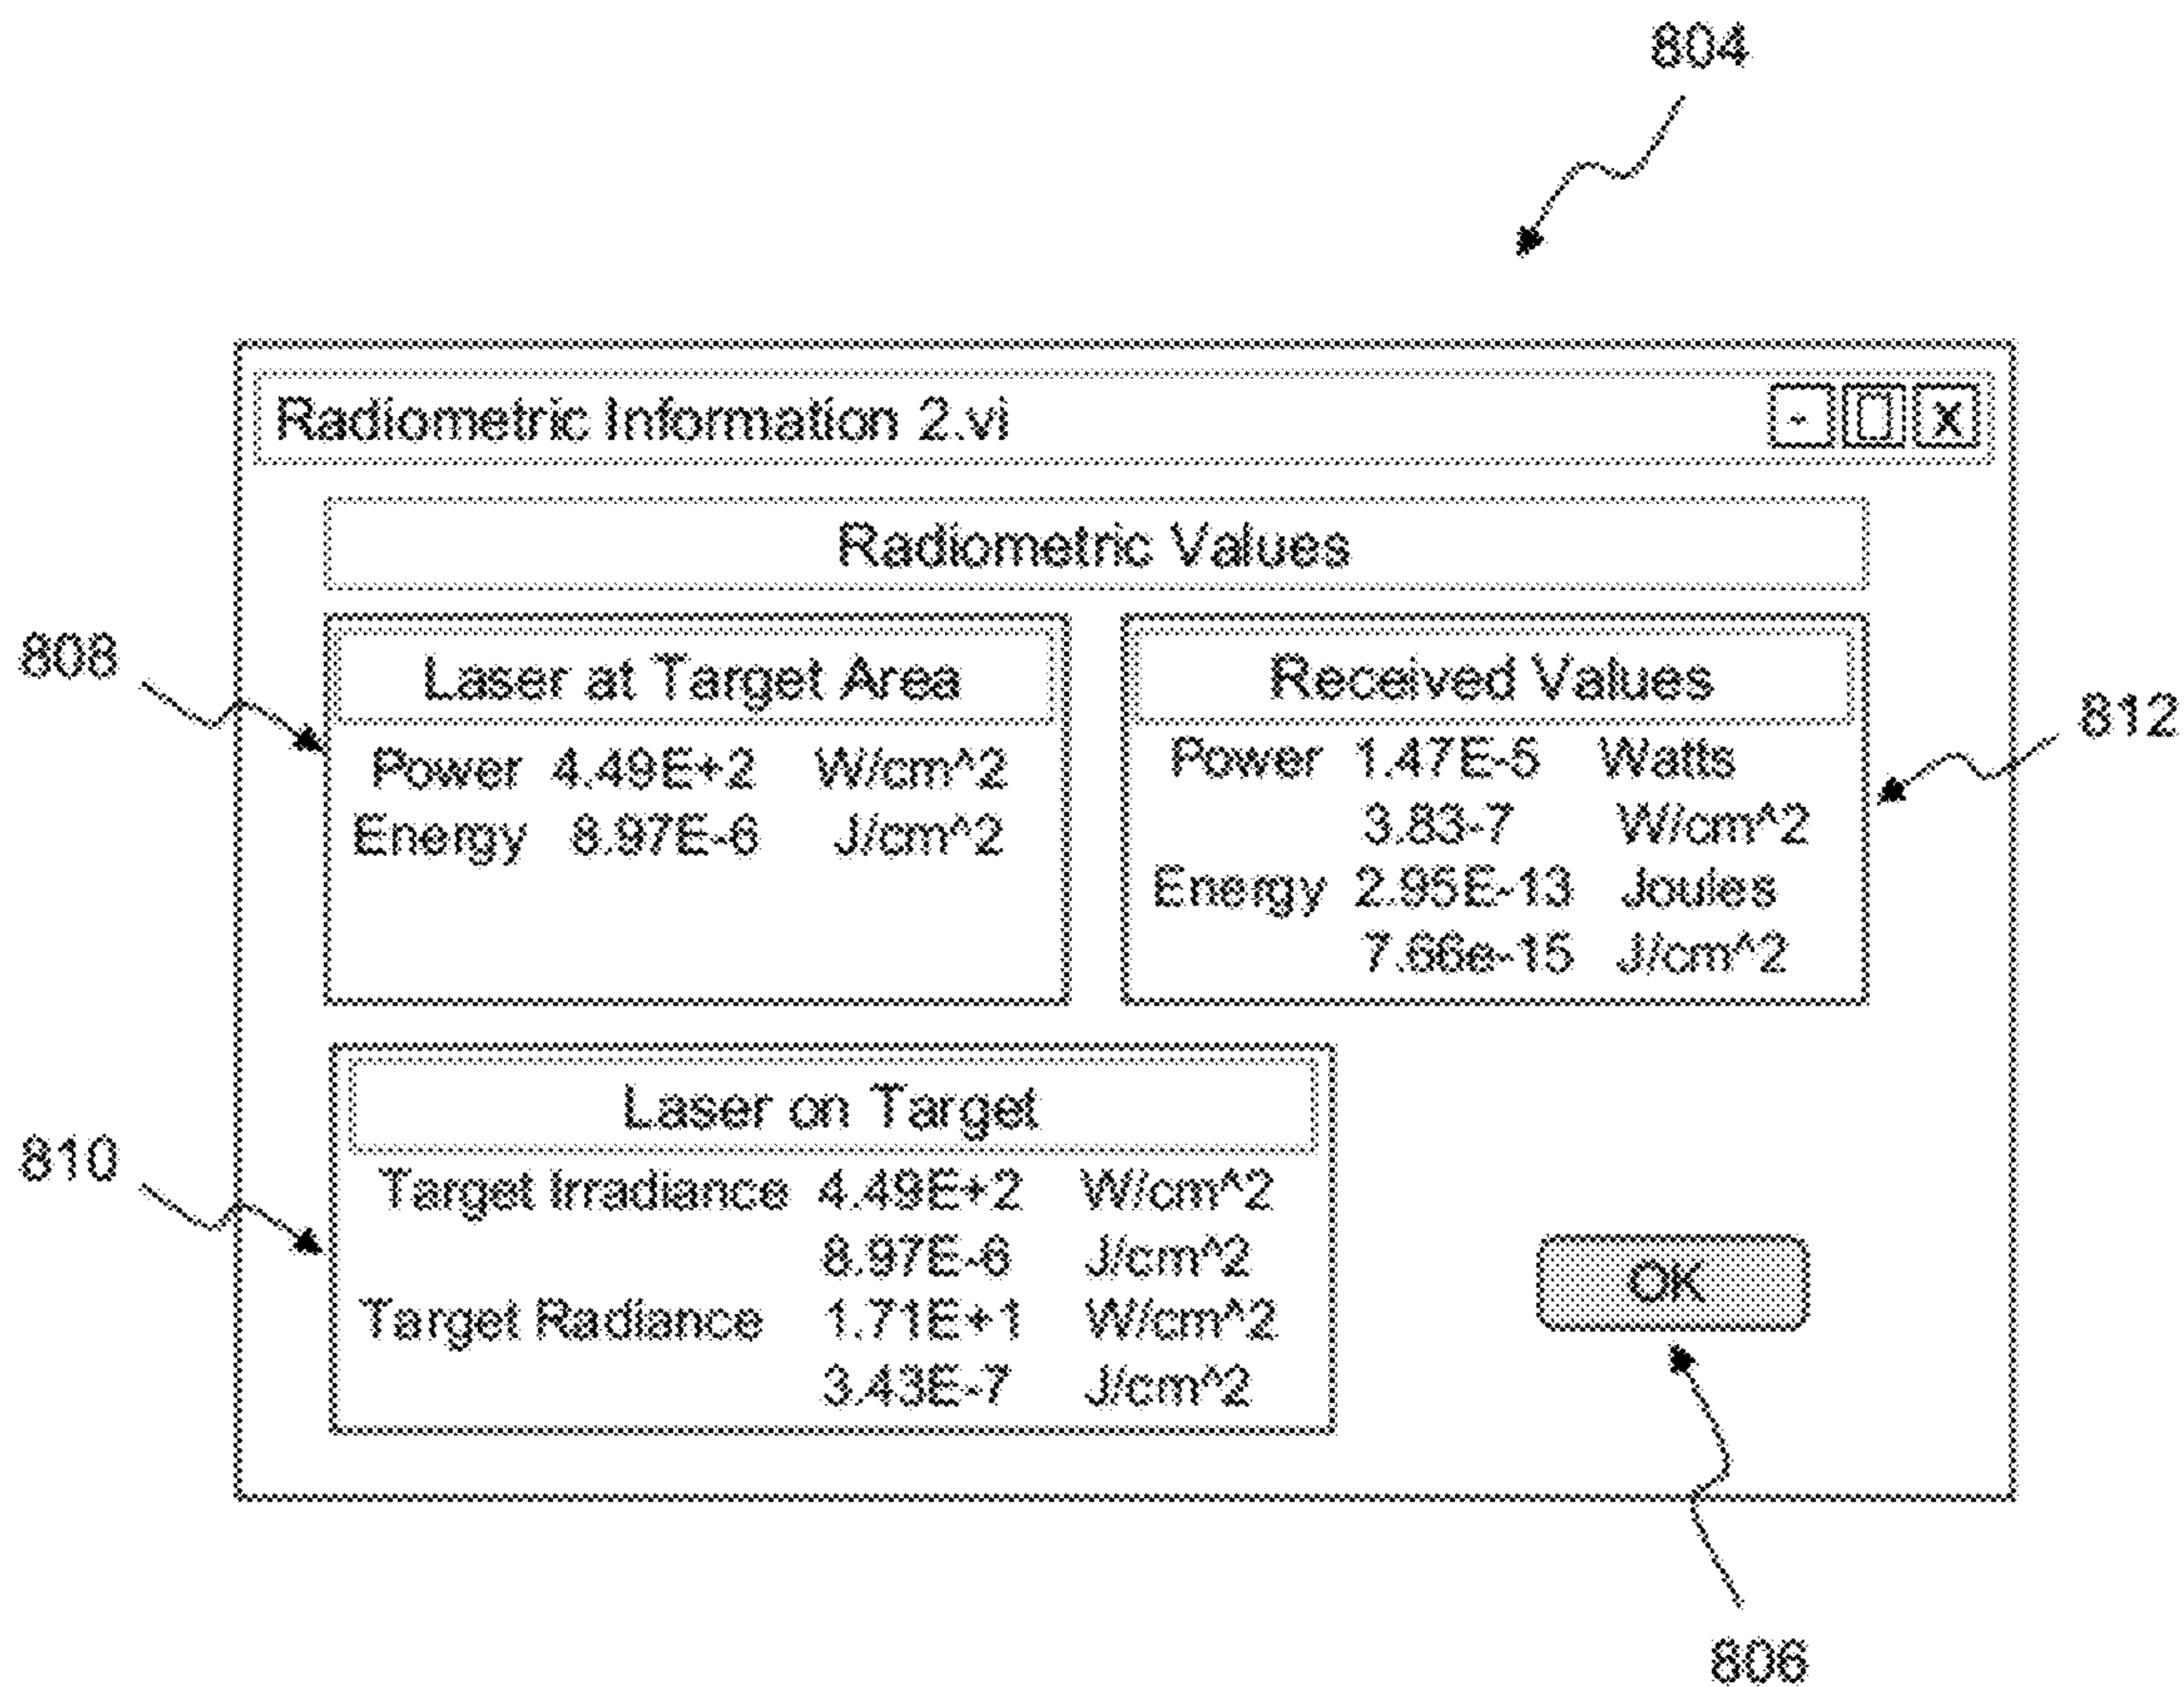 804
Radiometric Information 2.vi - X
Radiometric Values
808
Laser at Target Area
Power 4.49E+2 W/cm^2
Energy 8.97E-6 J/cm^2
Received Values
812
Power 1.47E-5 Watts
3.83-7 W/cm^2
Energy 2.95E-13 Joules
7.66e-15 J/cm^2
810
Laser on Target
Target Irradiance 4.49E+2 W/cm^2
8.97E-6 J/cm^2
Target Radiance 1.71E+1 W/cm^2
3.43E-7 J/cm^2
OK
806